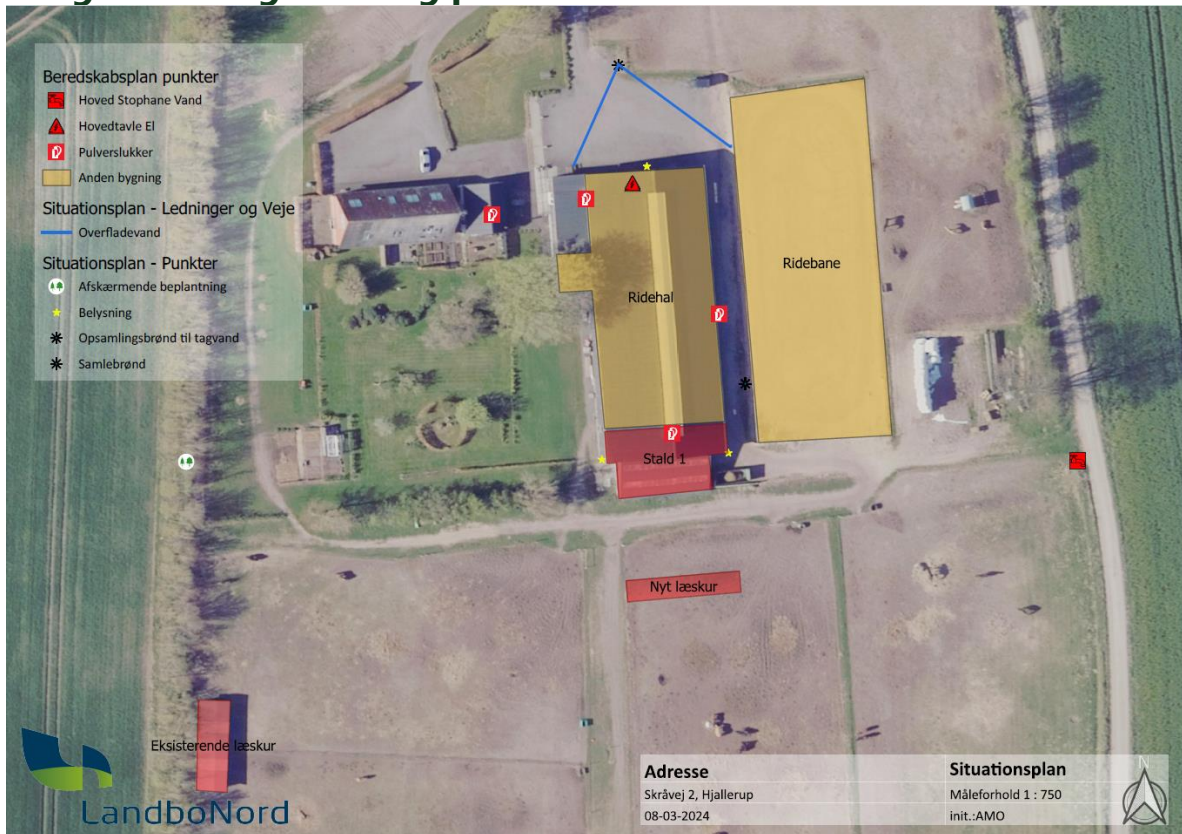 Beredskabsplan punkter
Hoved Stophane Vand
Hovedtavle El
Pulverslukker
Anden bygning
Situationsplan - Ledninger og Veje
Overfladevand
Situationsplan - Punkter
Afskærmende beplantning
Belysning
Opsamlingsbrønd til tagvand
Samlebrønd
Ridebane
Ridehal
Stald 1
Nyt læskur
Eksisterende læskur
LandboNord
Adresse
Skråvej 2, Hjallerup
08-03-2024
Situationsplan
Måleforhold 1 : 750
init.:AMO
N